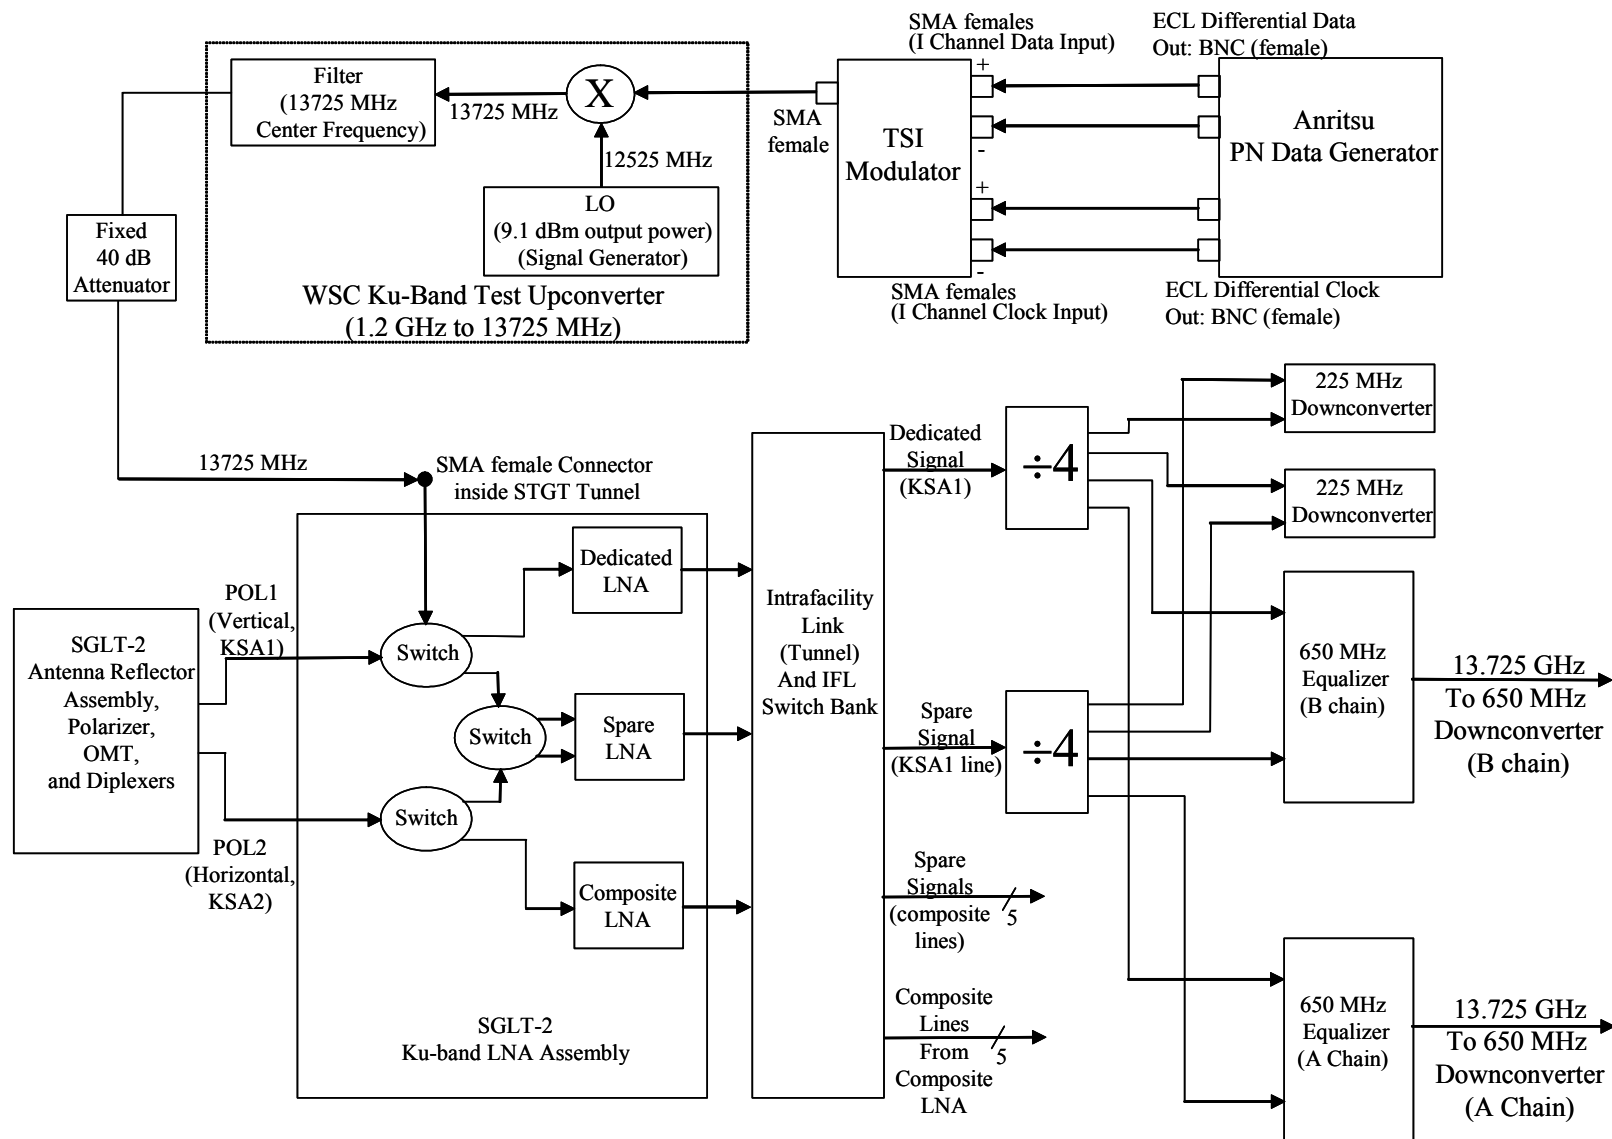 SMA females
(I Channel Data Input)
ECL Differential Data
Out: BNC (female)
Filter
(13725 MHz
Center Frequency)
13725 MHz
X
12525 MHz
LO
(9.1 dBm output power)
(Signal Generator)
WSC Ku-Band Test Upconverter
(1.2 GHz to 13725 MHz)
SMA
female
TSI
Modulator
+
-
+
-
Anritsu
PN Data Generator
SMA females
(I Channel Clock Input)
ECL Differential Clock
Out: BNC (female)
Fixed
40 dB
Attenuator
13725 MHz
SMA female Connector
inside STGT Tunnel
SGLT-2
Antenna Reflector
Assembly,
Polarizer,
OMT,
and Diplexers
POL1
(Vertical,
KSA1)
POL2
(Horizontal,
KSA2)
Switch
Switch
Switch
Dedicated
LNA
Spare
LNA
Composite
LNA
SGLT-2
Ku-band LNA Assembly
Intrafacility
Link
(Tunnel)
And IFL
Switch Bank
Dedicated
Signal
(KSA1)
Spare
Signal
(KSA1 line)
Spare
Signals
(composite
lines)
5
Composite
Lines
From
Composite
LNA
5
÷4
÷4
225 MHz
Downconverter
225 MHz
Downconverter
650 MHz
Equalizer
(B chain)
13.725 GHz
To 650 MHz
Downconverter
(B chain)
650 MHz
Equalizer
(A Chain)
13.725 GHz
To 650 MHz
Downconverter
(A Chain)